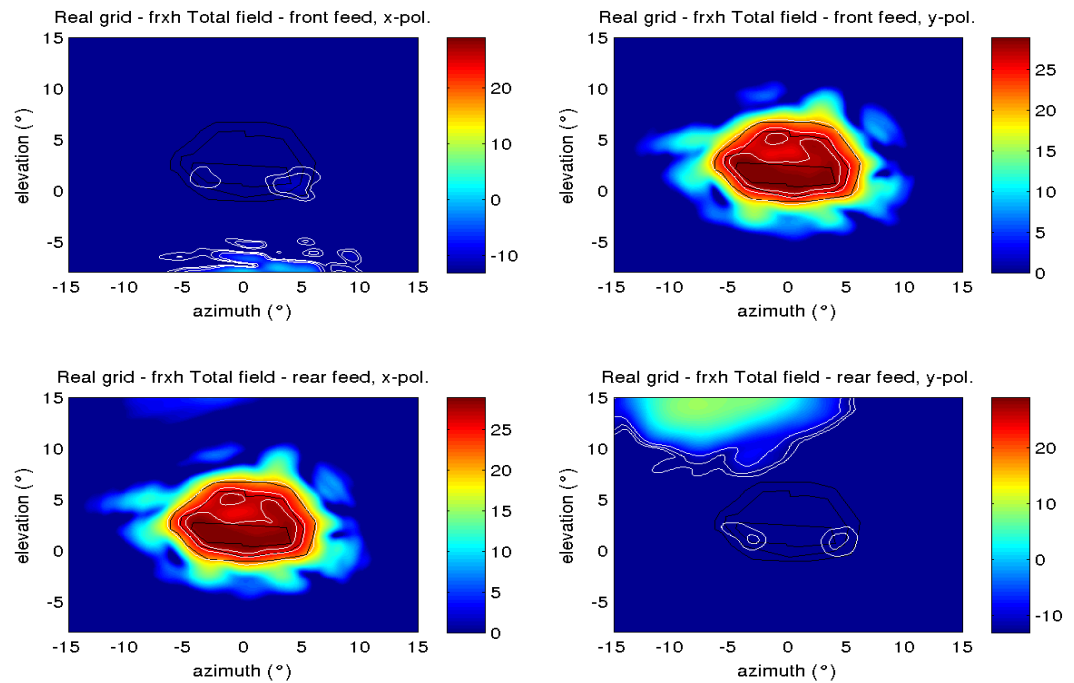 Real grid - frxh Total field - front feed, x-pol.
15
10
5
0
-5
-15 -10 -5 0 5 10 15
elevation (°)
azimuth (°)
20
10
0
-10
Real grid - frxh Total field - front feed, y-pol.
15
10
5
0
-5
-15 -10 -5 0 5 10 15
elevation (°)
azimuth (°)
25
20
15
10
5
0
Real grid - frxh Total field - rear feed, x-pol.
15
10
5
0
-5
-15 -10 -5 0 5 10 15
elevation (°)
azimuth (°)
25
20
15
10
5
0
Real grid - frxh Total field - rear feed, y-pol.
15
10
5
0
-5
-15 -10 -5 0 5 10 15
elevation (°)
azimuth (°)
20
10
0
-10